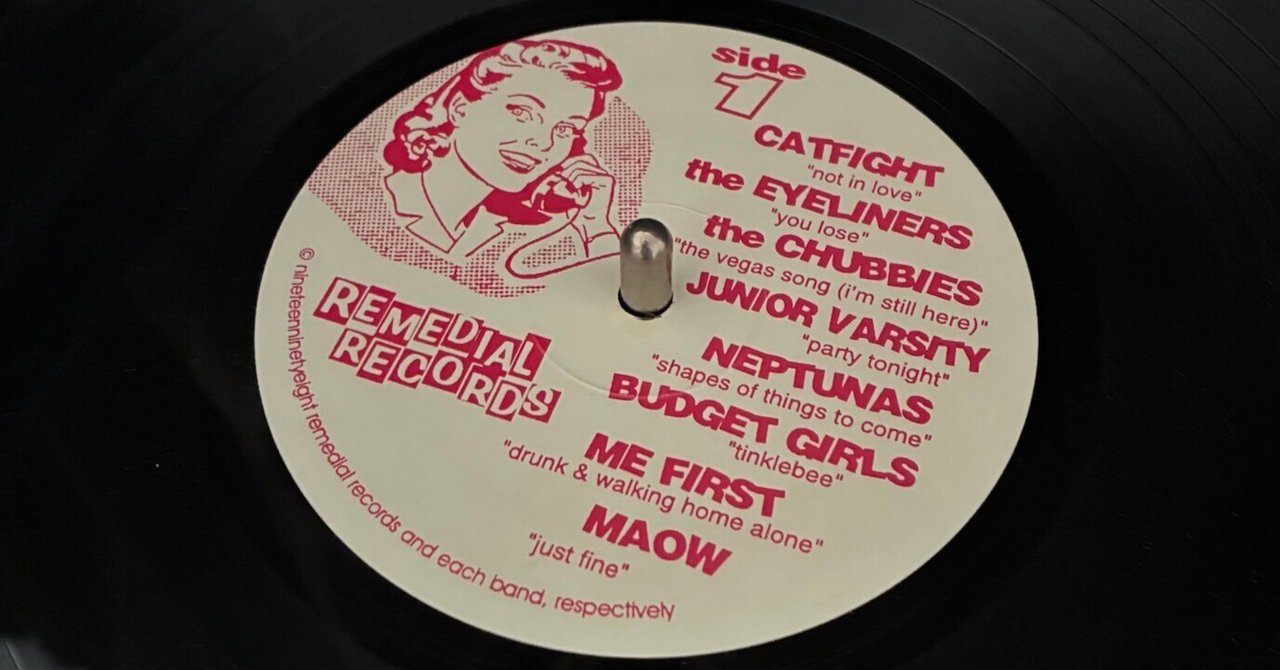 side
1
CATFIGHT
"not in love"
the EYELINERS
"you lose"
the CHUBBIES
"the vegas song (i'm still here)"
JUNIOR VARSITY
"party tonight"
NEPTUNAS
"shapes of things to come"
BUDGET GIRLS
"tinklebee"
ME FIRST
"drunk & walking home alone"
MAOW
"just fine"
REMEDIAL
RECORDS
© nineteenninetyeight remedial records and each band, respectively